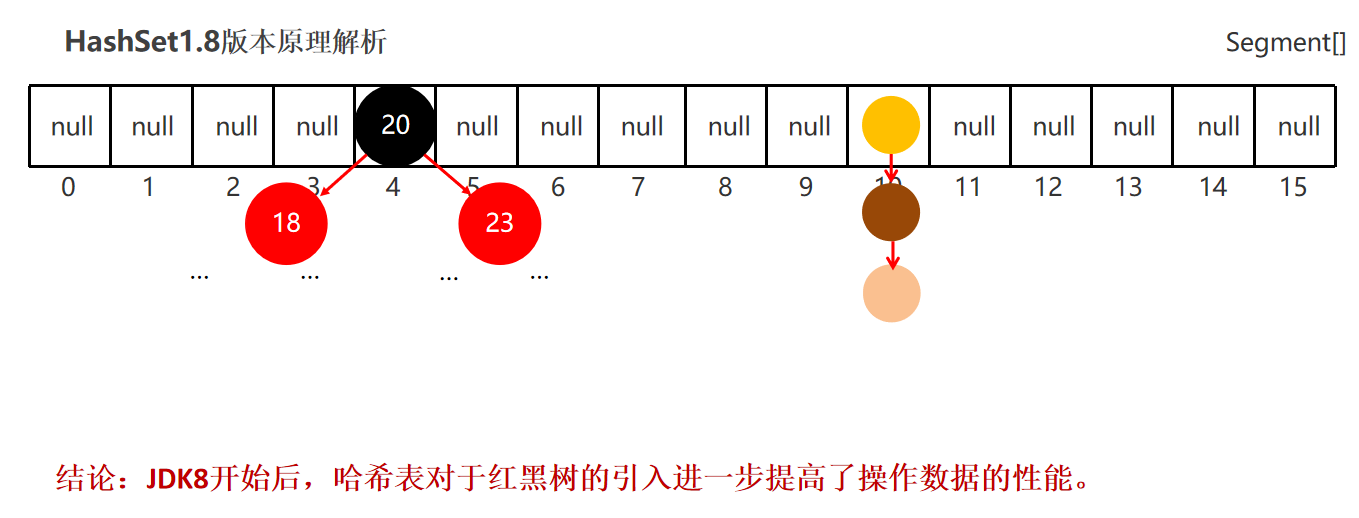 HashSet1.8版本原理解析 Segment[]
null null null null 20 null null null null null null null null null null
0 1 2 3 4 5 6 7 8 9 10 11 12 13 14 15
18 23
... ... ... ...
结论：JDK8开始后，哈希表对于红黑树的引入进一步提高了操作数据的性能。